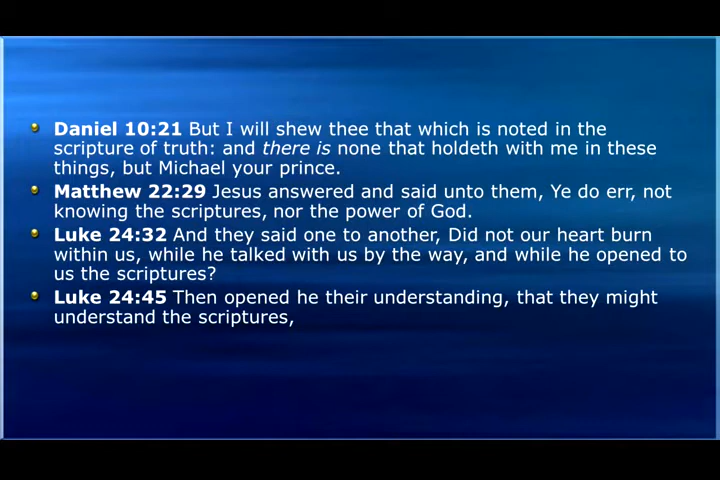 Daniel 10:21 But I will shew thee that which is noted in the
scripture of truth: and there is none that holdeth with me in these
things, but Michael your prince.
Matthew 22:29 Jesus answered and said unto them, Ye do err, not
knowing the scriptures, nor the power of God.
Luke 24:32 And they said one to another, Did not our heart burn
within us, while he talked with us by the way, and while he opened to
us the scriptures?
Luke 24:45 Then opened he their understanding, that they might
understand the scriptures,